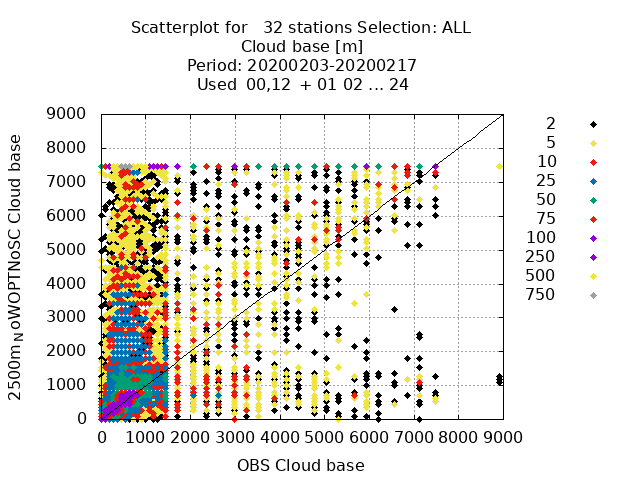 Scatterplot for 32 stations Selection: ALL
Cloud base [m]
Period: 20200203-20200217
Used 00,12 + 01 02 ... 24
9000
8000
7000
6000
5000
4000
3000
2000
1000
0
2500m N oWOPTNoSC Cloud base
0 1000 2000 3000 4000 5000 6000 7000 8000 9000
OBS Cloud base
2
5
10
25
50
75
100
250
500
750